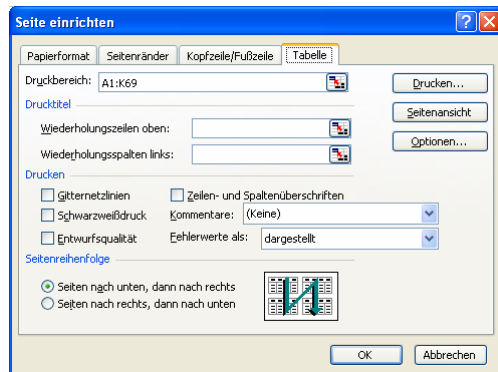 Seite einrichten
Papierformat Seitenränder Kopfzeile/Fußzeile Tabelle
Druckbereich: A1:K69 Drucken...
Drucktitel Seitenansicht
Wiederholungszeilen oben: Optionen...
Wiederholungsspalten links:
Drucken
Gitternetzlinien Zeilen- und Spaltenüberschriften
Schwarzweißdruck Kommentare: (Keine)
Entwurfsqualität Fehlerwerte als: dargestellt
Seitenreihenfolge
Seiten nach unten, dann nach rechts
Seiten nach rechts, dann nach unten
OK Abbrechen